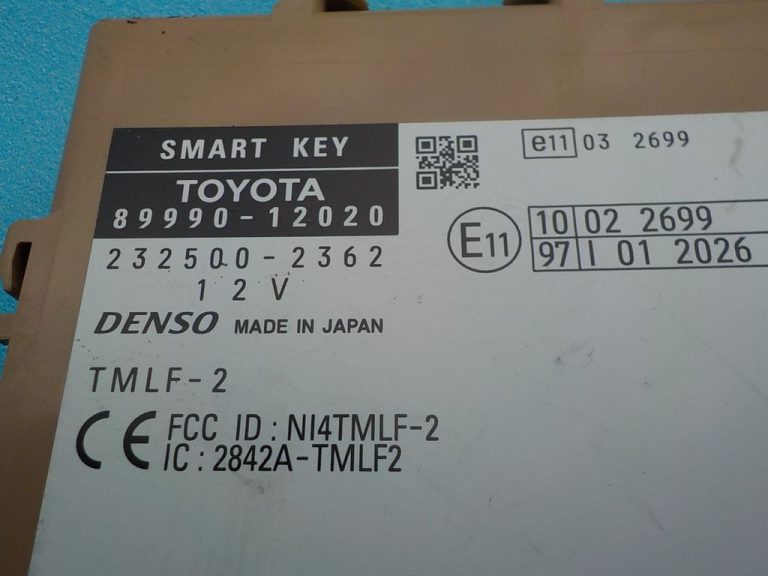 SMART KEY
TOYOTA
89990-12020
232500-2362
12V
DENSO MADE IN JAPAN
TMLF-2
CE FCC ID : NI4TMLF-2
IC : 2842A-TMLF2
e11 03 2699
E11 10 02 2699
97 I 01 2026